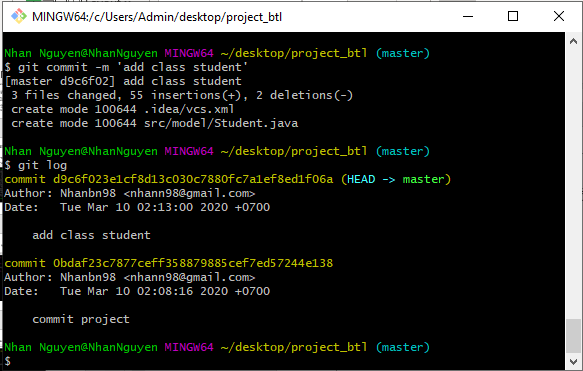 MINGW64:/c/Users/Admin/desktop/project_btl
Nhan Nguyen@NhanNguyen MINGW64 ~/desktop/project_btl (master)
$ git commit -m 'add class student'
[master d9c6f02] add class student
3 files changed, 55 insertions(+), 2 deletions(-)
create mode 100644 .idea/vcs.xml
create mode 100644 src/model/Student.java
Nhan Nguyen@NhanNguyen MINGW64 ~/desktop/project_btl (master)
$ git log
commit d9c6f023e1cf8d13c030c7880fc7a1ef8ed1f06a (HEAD -> master)
Author: Nhanbn98 <nhann98@gmail.com>
Date: Tue Mar 10 02:13:00 2020 +0700
add class student
commit 0bdaf23c7877ceff358879885cef7ed57244e138
Author: Nhanbn98 <nhann98@gmail.com>
Date: Tue Mar 10 02:08:16 2020 +0700
commit project
Nhan Nguyen@NhanNguyen MINGW64 ~/desktop/project_btl (master)
$